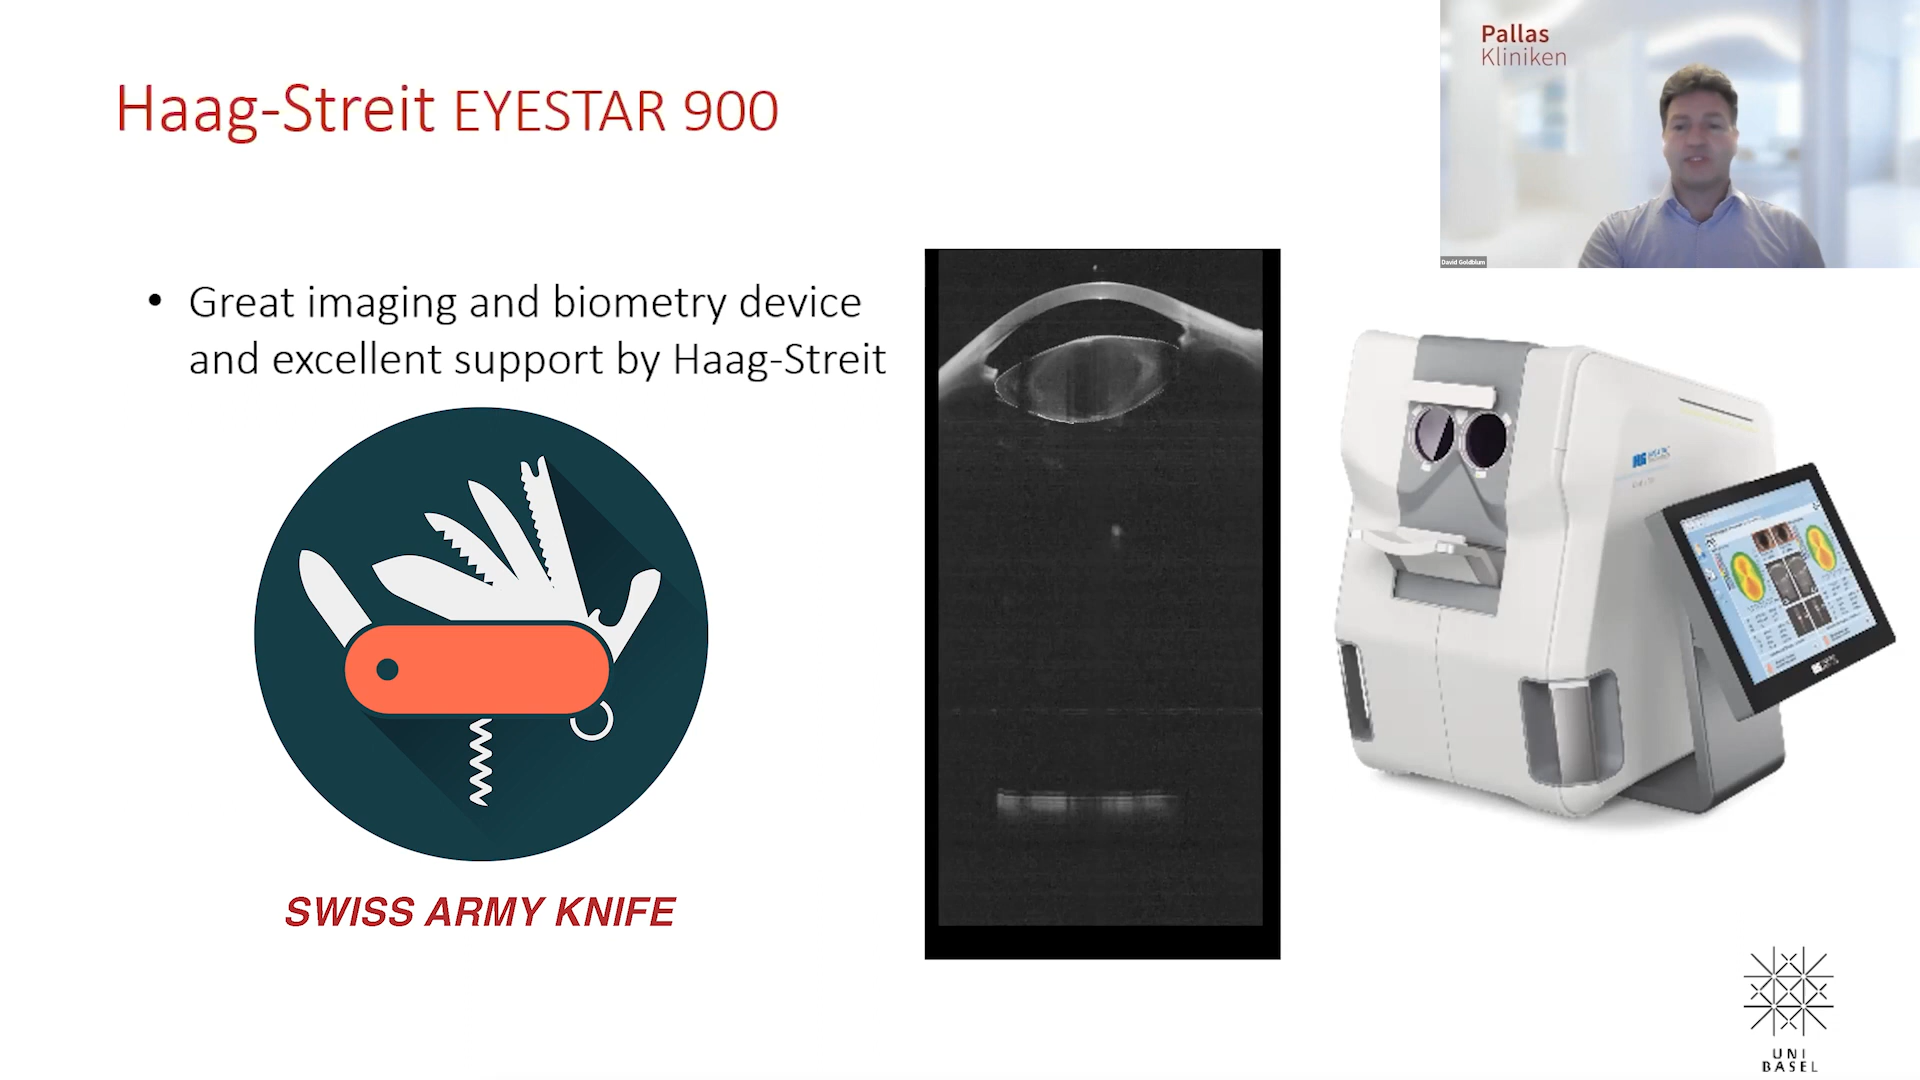 Pallas
Kliniken
Haag-Streit EYESTAR 900
David Goldblum
• Great imaging and biometry device
and excellent support by Haag-Streit
SWISS ARMY KNIFE
UNI
BASEL